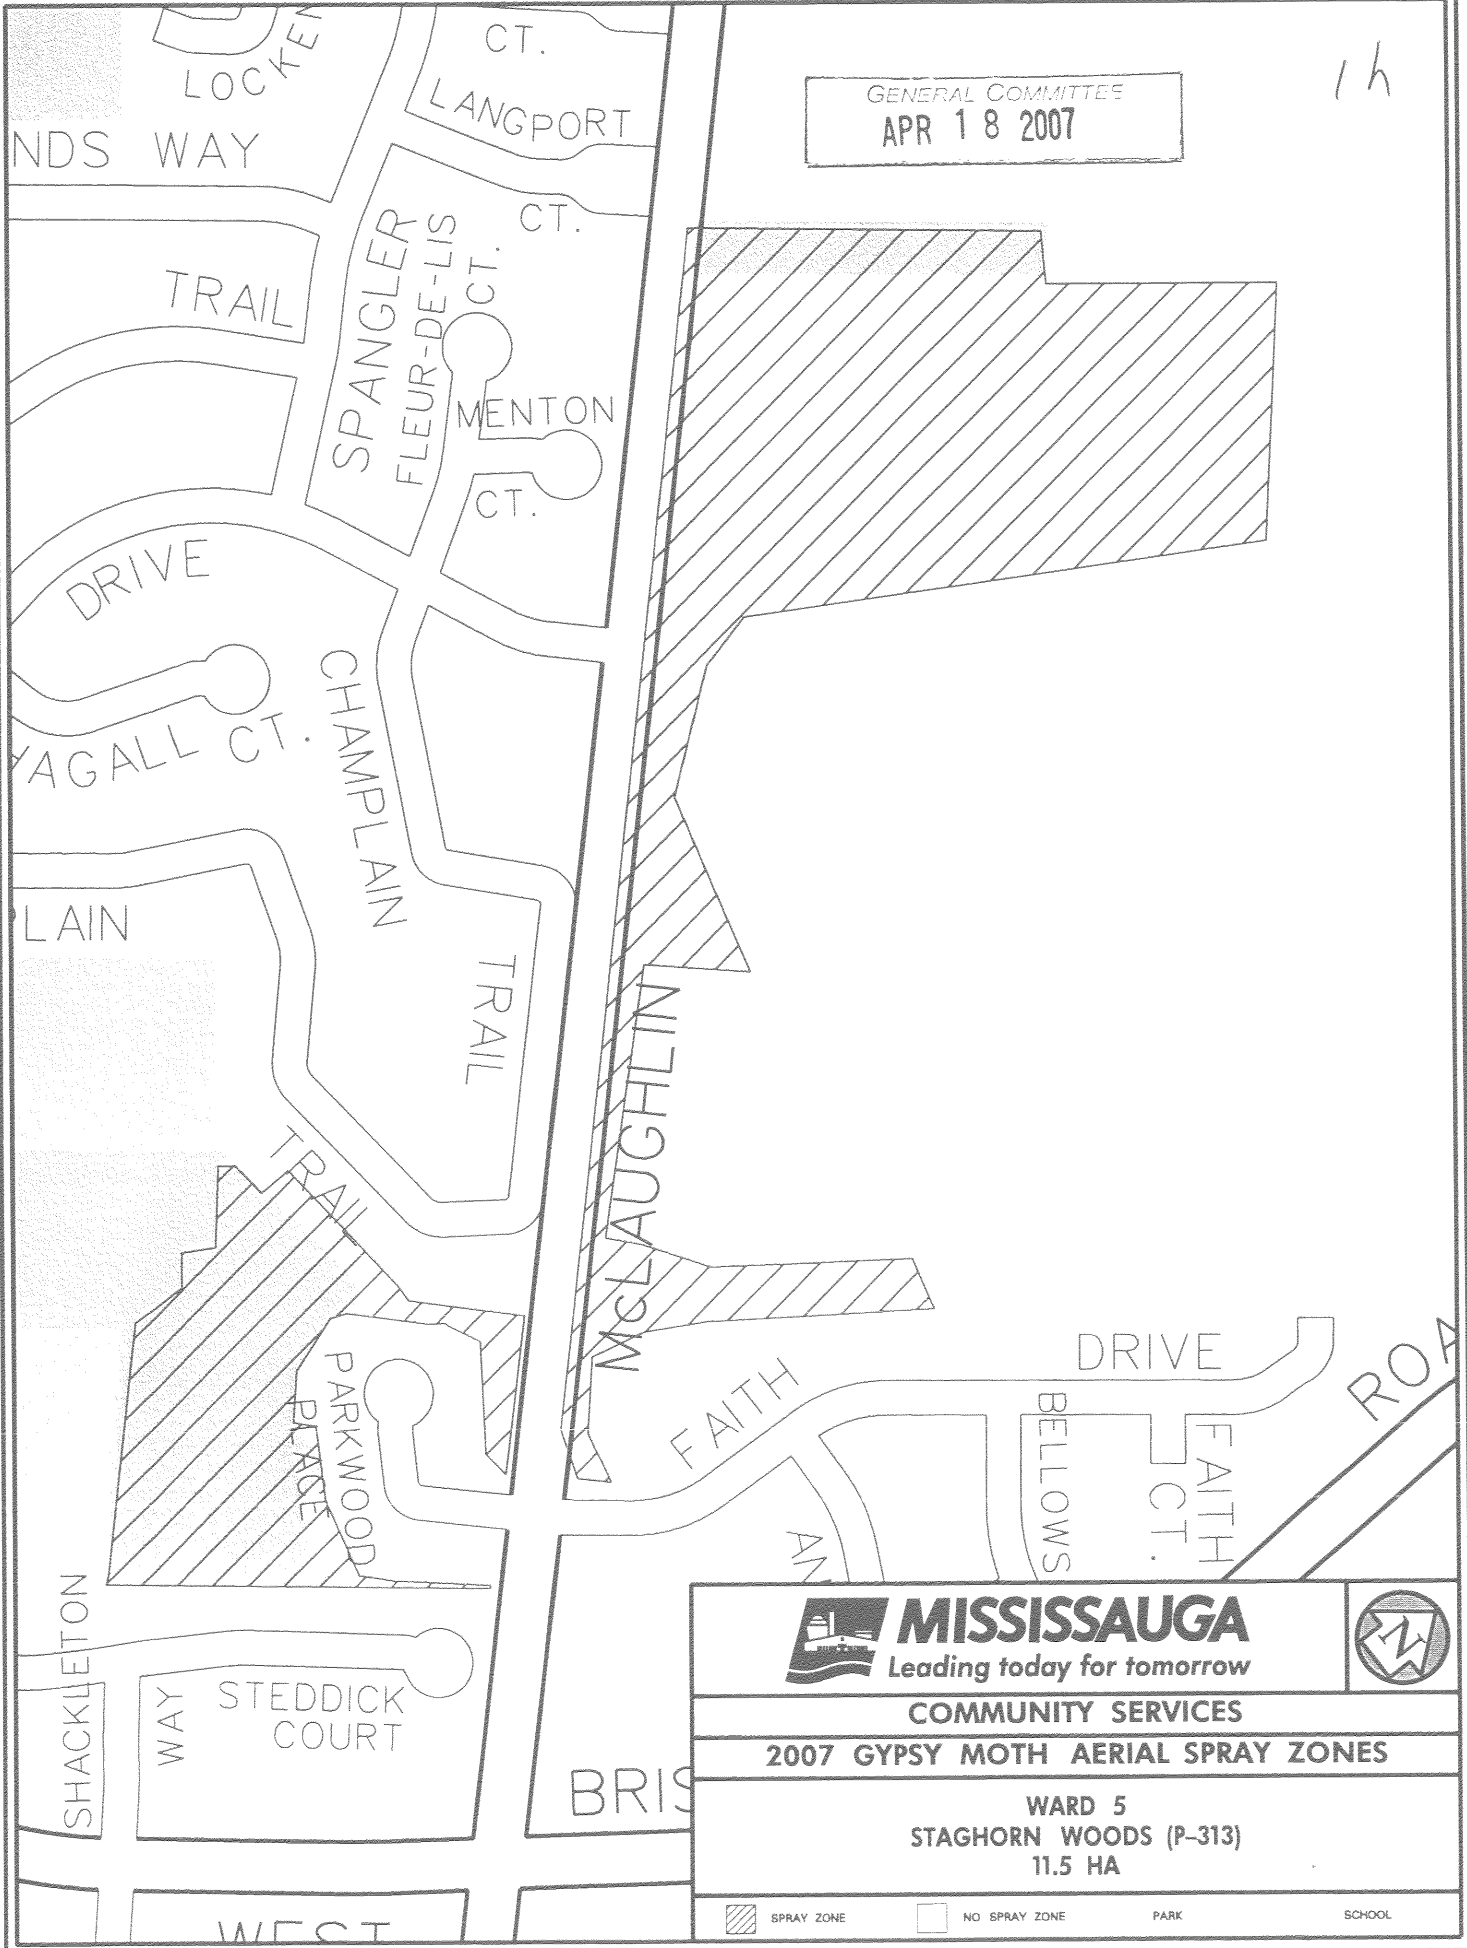 LOCKEN
CT.
LANGPORT
CT.
NDS WAY
GENERAL COMMITTEE
APR 18 2007
1h
TRAIL
SPANGLER
FLEUR-DE-LIS
CT.
MENTON
CT.
DRIVE
CHAMPLAIN
YAGALL CT.
LAIN
TRAIL
McLAUGHLIN
TRAIL
PARKWOOD
PLACE
FAITH
DRIVE
ROA
BELLOWS
FAITH
CT.
AN
SHACKLETON
WAY
STEDDICK
COURT
BRIS
WEST
MISSISSAUGA
Leading today for tomorrow
N
COMMUNITY SERVICES
2007 GYPSY MOTH AERIAL SPRAY ZONES
WARD 5
STAGHORN WOODS (P-313)
11.5 HA
SPRAY ZONE
NO SPRAY ZONE
PARK
SCHOOL